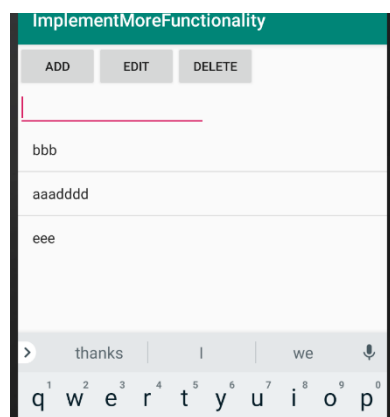 ImplementMoreFunctionality
ADD EDIT DELETE
bbb
aaadddd
eee
thanks I we
1 2 3 4 5 6 7 8 9 0
q w e r t y u i o p